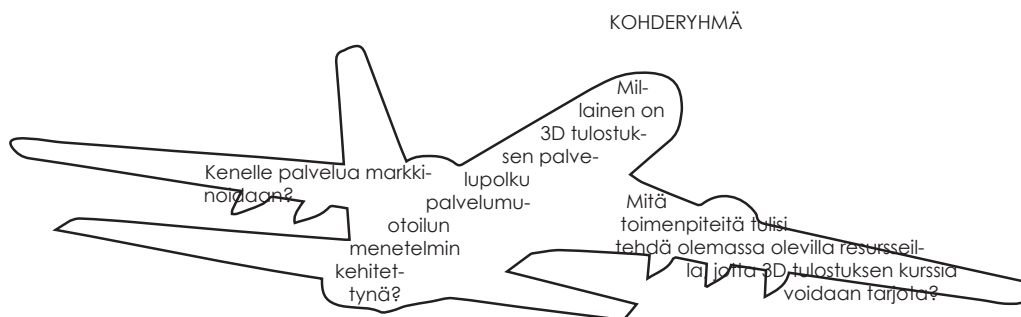 KOHDERYHMÄ
Mil-
lainen on
3D tulostuk-
sen palve-
lupolku
palvelumu-
otoilun
menetelmin
kehitet-
tynä?
Kenelle palvelua markki-
noidaan?
Mitä
toimenpiteitä tulisi
tehdä olemassa olevilla resursseil-
la, jotta 3D tulostuksen kurssia
voidaan tarjota?